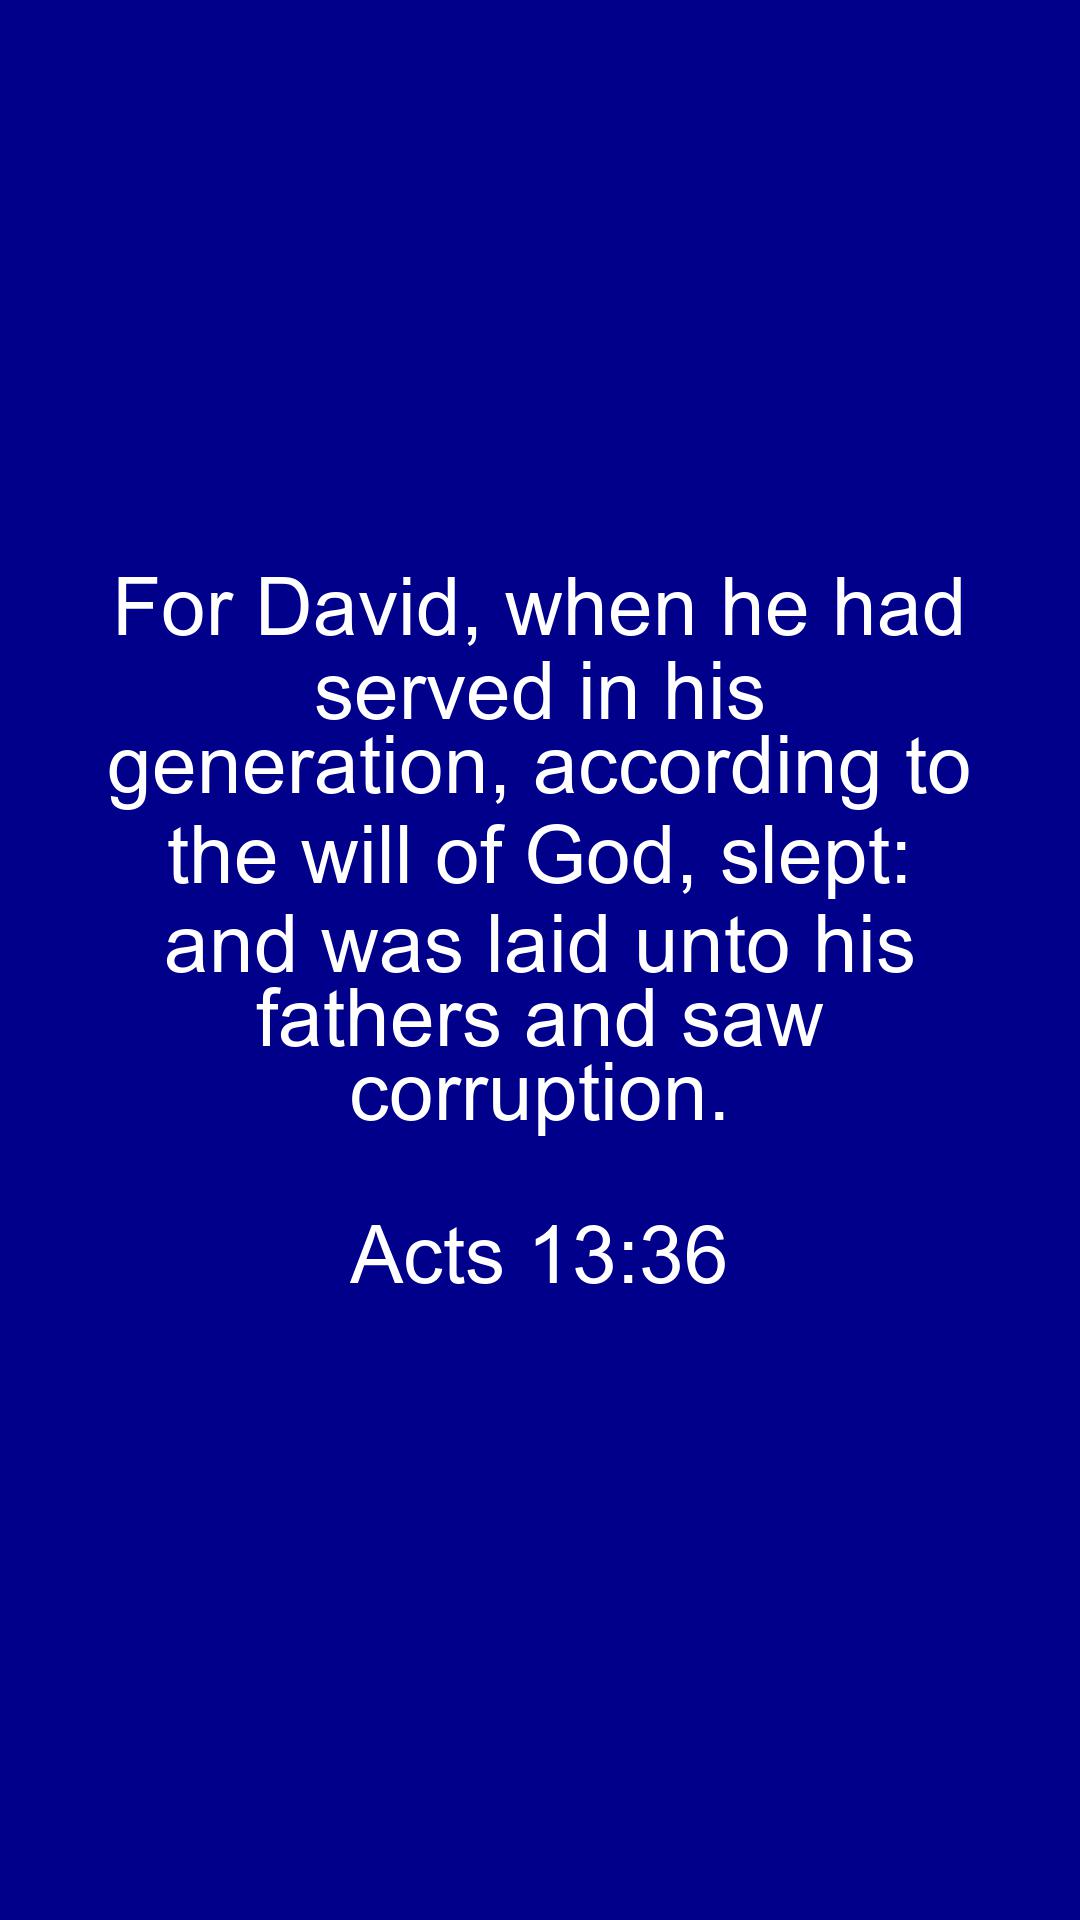 For David, when he had
served in his
generation, according to
the will of God, slept:
and was laid unto his
fathers and saw
corruption.
Acts 13:36